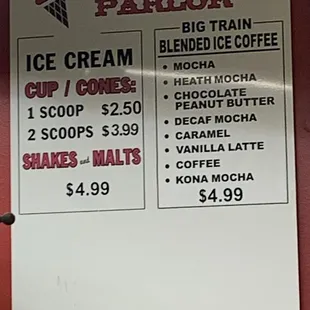 PARLOR
ICE CREAM
CUP / CONES:
1 SCOOP $2.50
2 SCOOPS $3.99
SHAKES and MALTS
$4.99
BIG TRAIN
BLENDED ICE COFFEE
• MOCHA
• HEATH MOCHA
• CHOCOLATE
PEANUT BUTTER
• DECAF MOCHA
• CARAMEL
• VANILLA LATTE
• COFFEE
• KONA MOCHA
$4.99